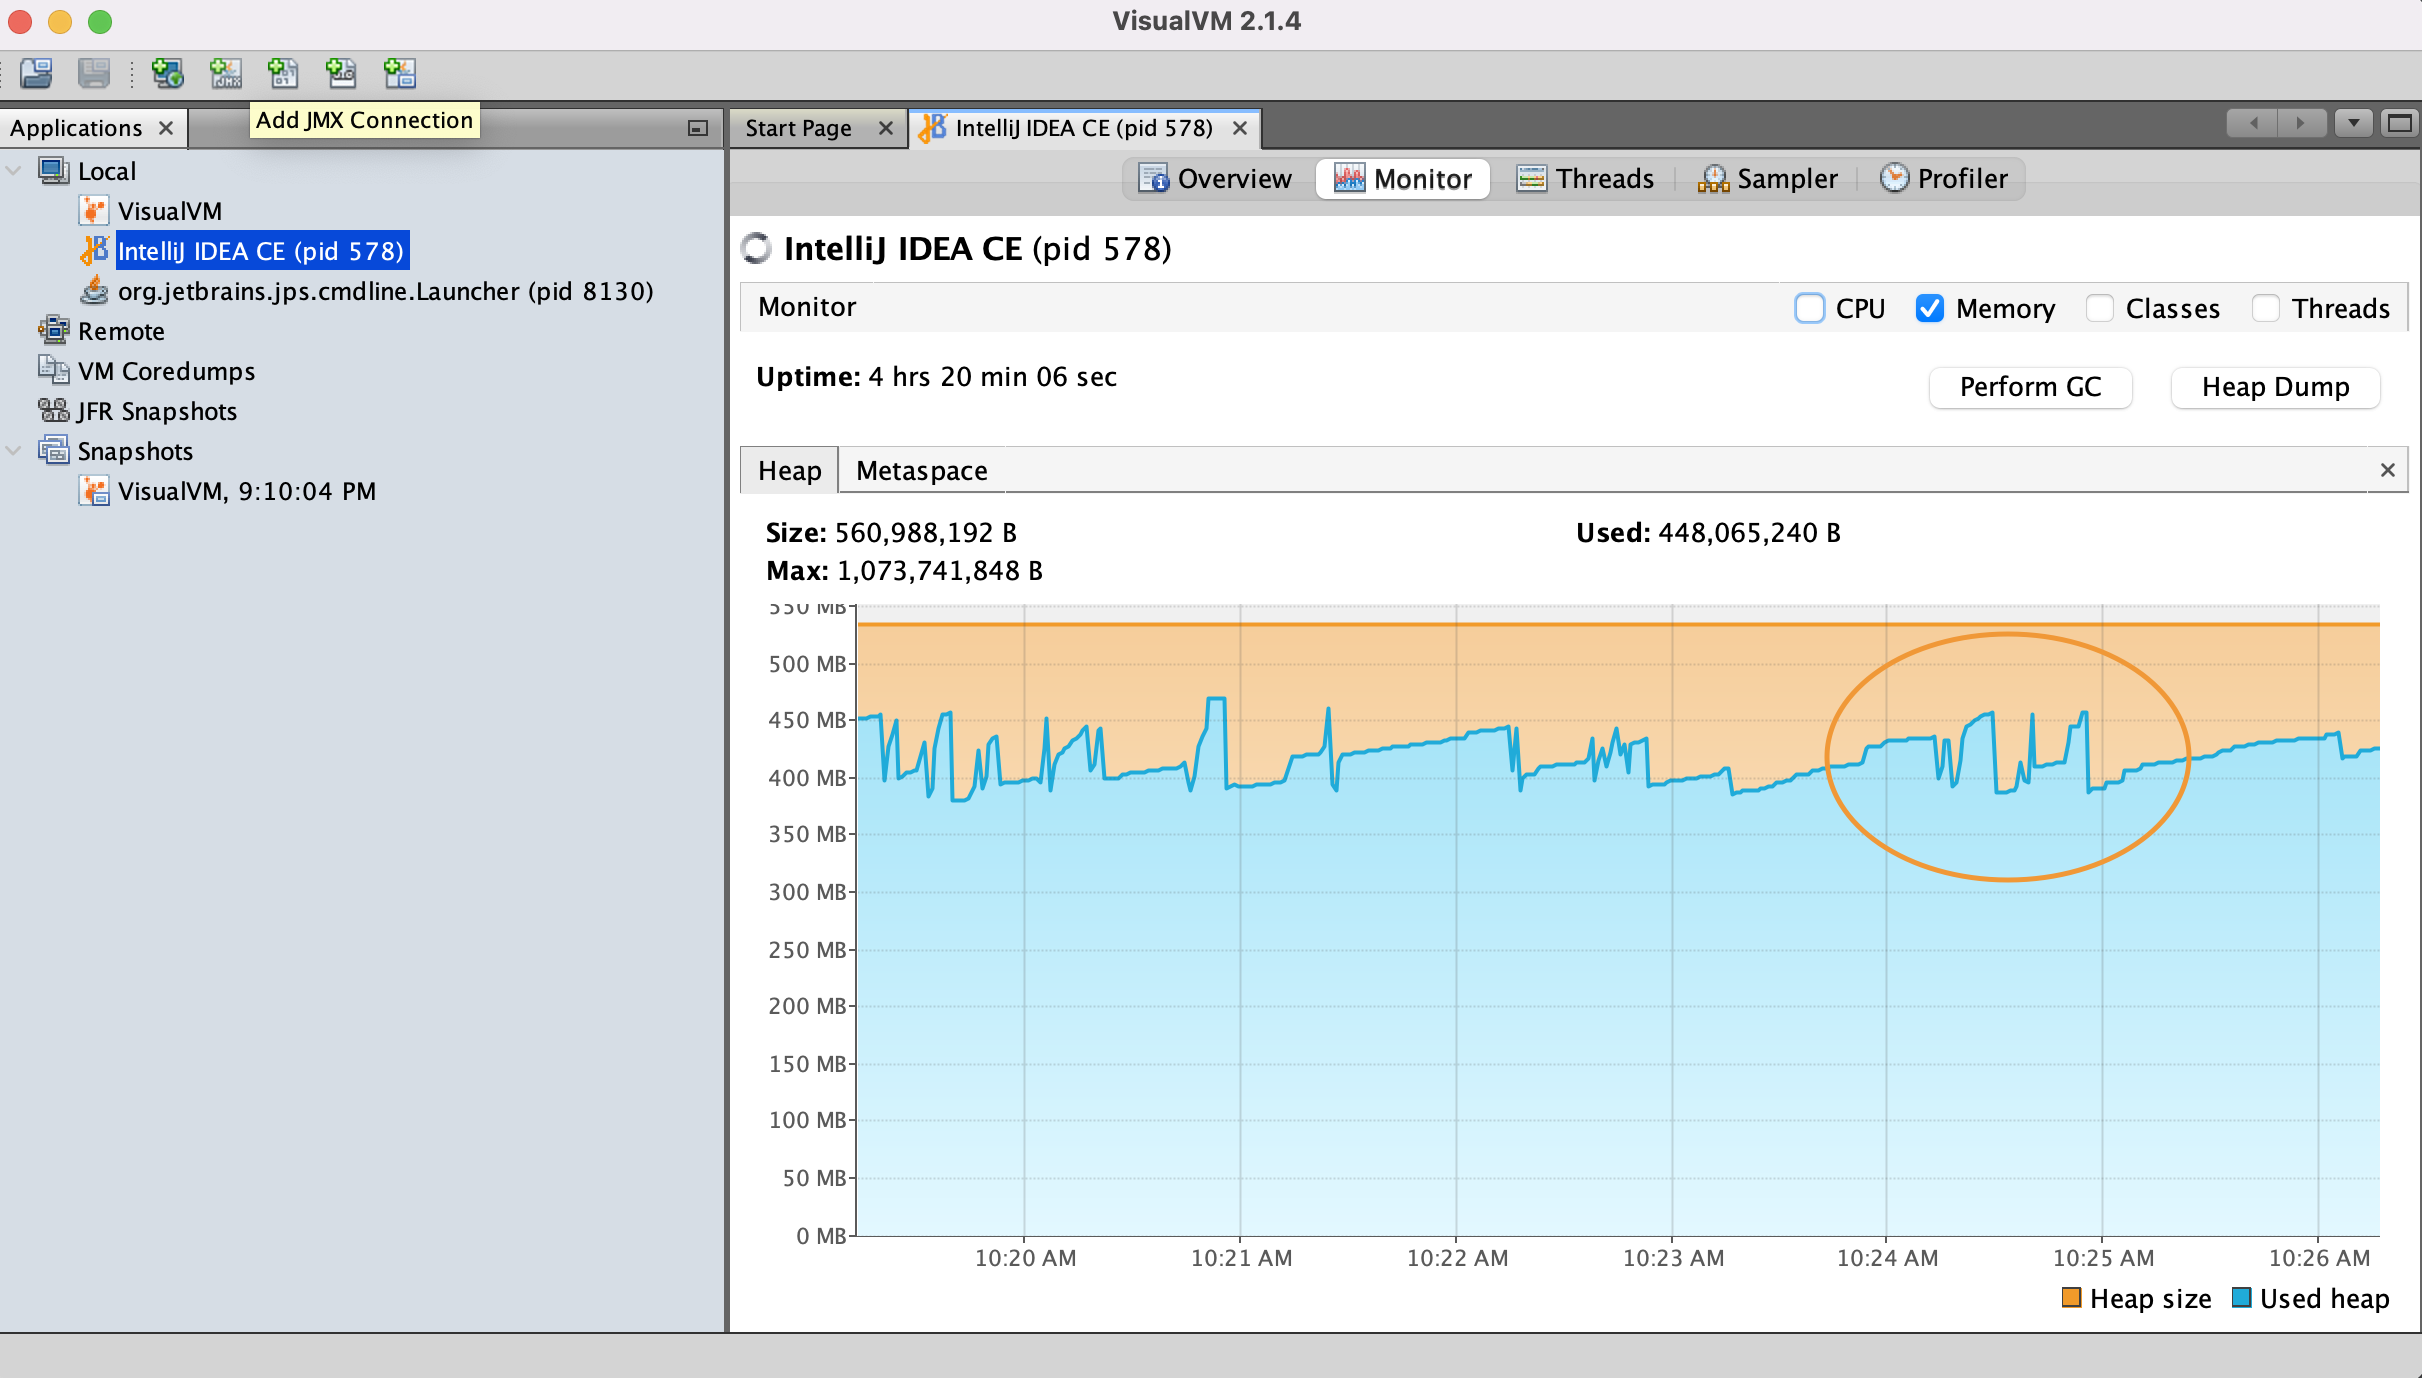 VisualVM 2.1.4
Add JMX Connection
Applications
Local
VisualVM
IntelliJ IDEA CE (pid 578)
org.jetbrains.jps.cmdline.Launcher (pid 8130)
Remote
VM Coredumps
JFR Snapshots
Snapshots
VisualVM, 9:10:04 PM
Start Page
IntelliJ IDEA CE (pid 578)
Overview Monitor Threads Sampler Profiler
IntelliJ IDEA CE (pid 578)
Monitor
CPU Memory Classes Threads
Uptime: 4 hrs 20 min 06 sec
Perform GC Heap Dump
Heap Metaspace
Size: 560,988,192 B
Used: 448,065,240 B
Max: 1,073,741,848 B
550 MB
500 MB
450 MB
400 MB
350 MB
300 MB
250 MB
200 MB
150 MB
100 MB
50 MB
0 MB
10:20 AM 10:21 AM 10:22 AM 10:23 AM 10:24 AM 10:25 AM 10:26 AM
Heap size Used heap